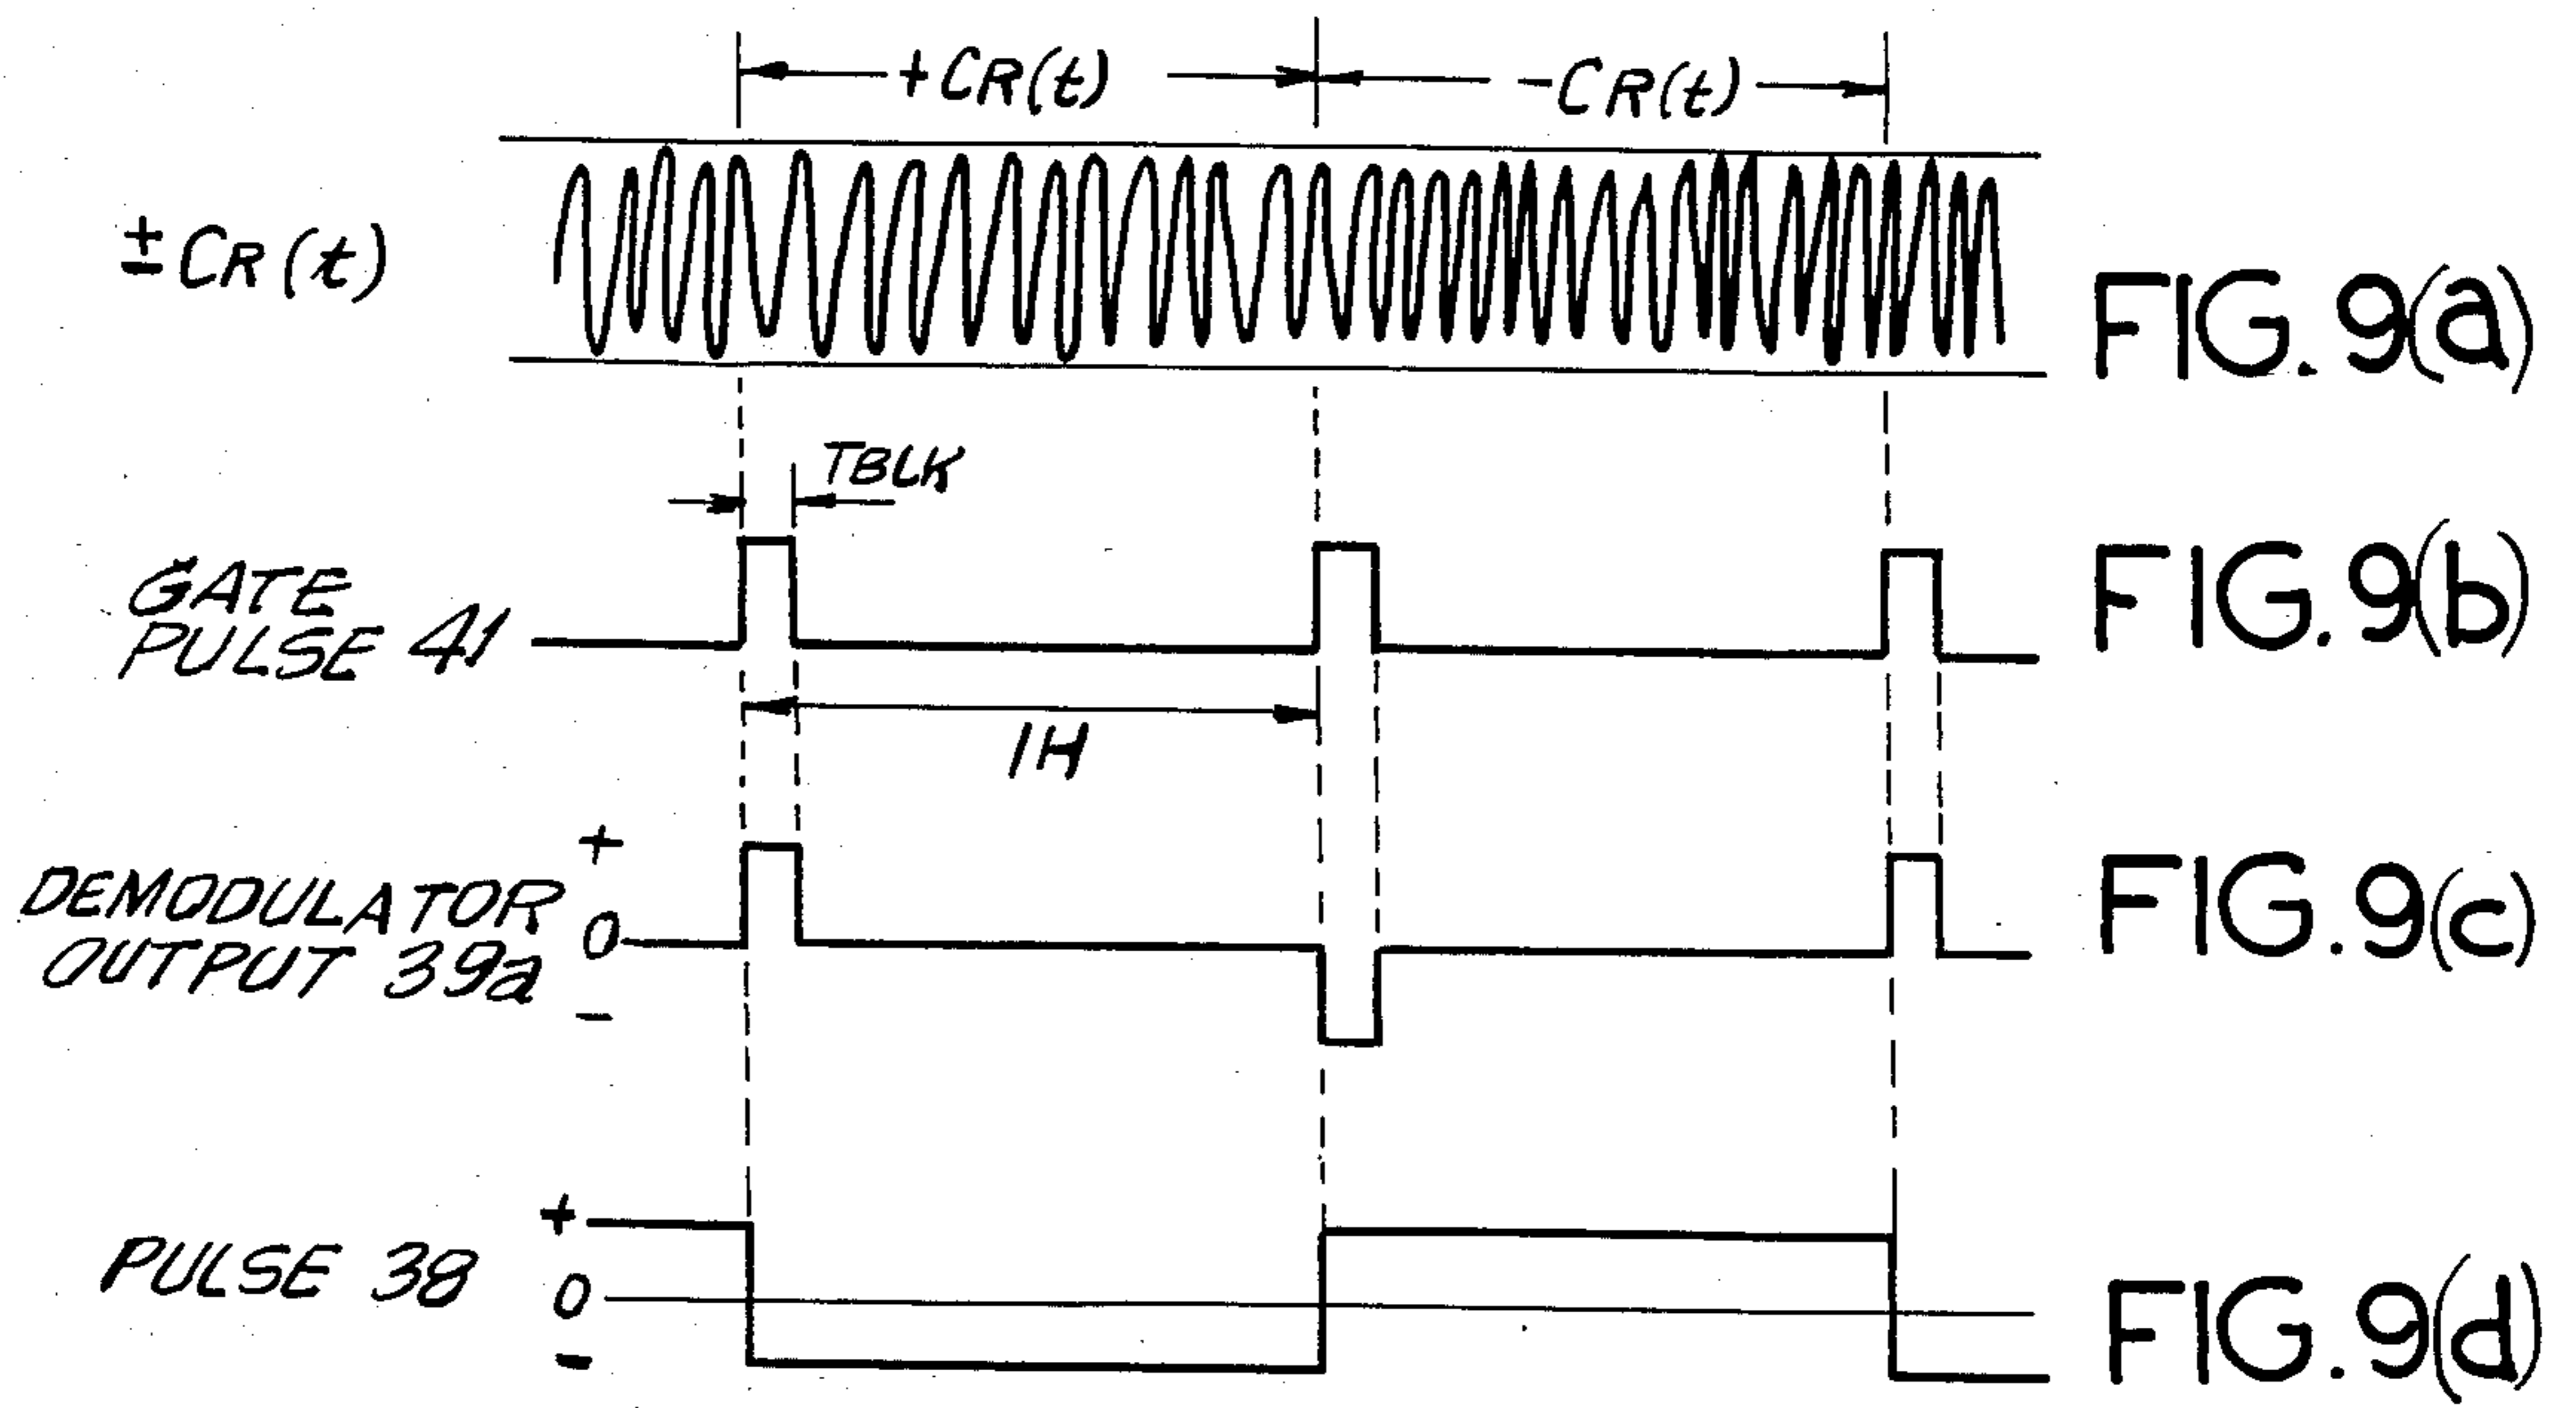 +CR(t) -CR(t)
±CR(t)
FIG. 9(a)
TBLK
GATE
PULSE 41
FIG. 9(b)
1H
DEMODULATOR
OUTPUT 39a
+
0
-
FIG. 9(c)
PULSE 38
+
0
-
FIG. 9(d)